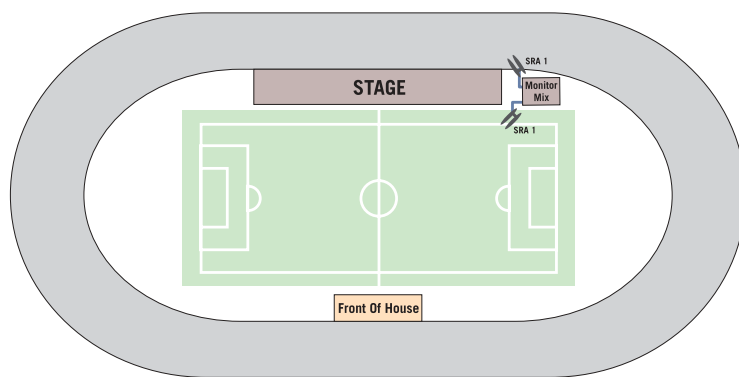 SRA 1
STAGE
Monitor
Mix
SRA 1
Front Of House